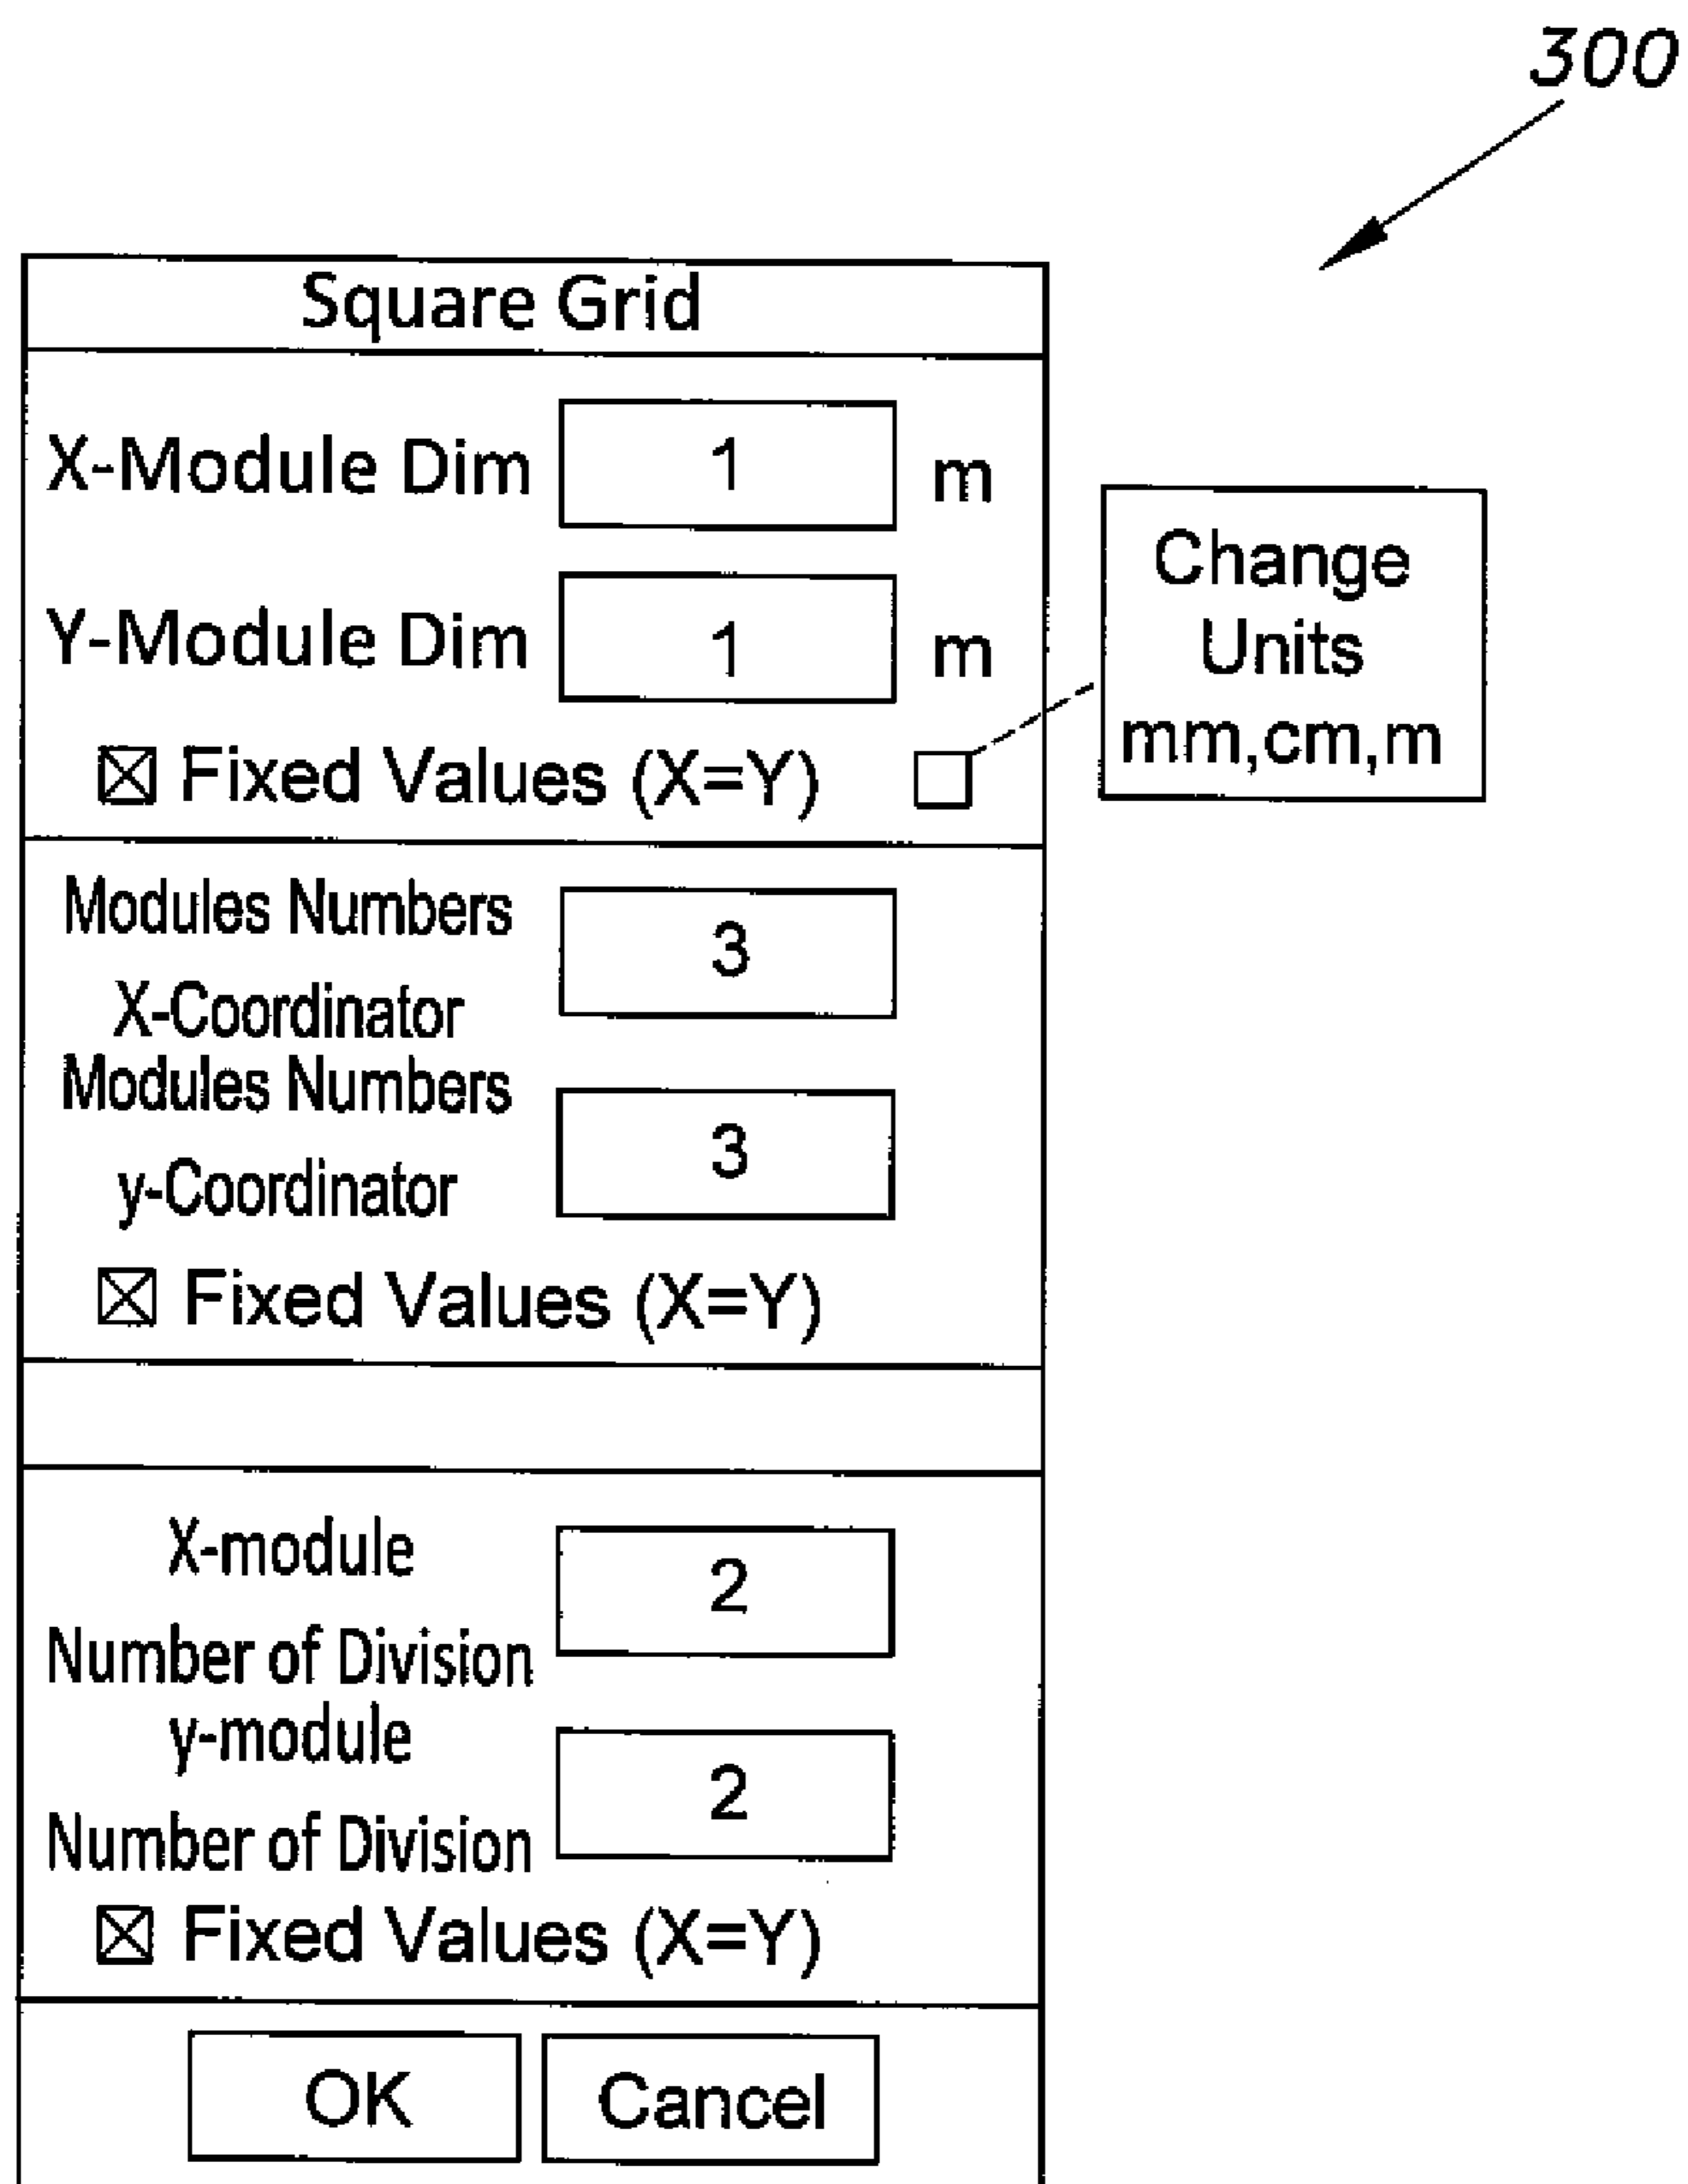 300
Square Grid
X-Module Dim 1 m
Y-Module Dim 1 m
Fixed Values (X=Y)
Change
Units
mm,cm,m
Modules Numbers
X-Coordinator
3
Modules Numbers
y-Coordinator
3
Fixed Values (X=Y)
X-module
Number of Division
2
y-module
Number of Division
2
Fixed Values (X=Y)
OK Cancel